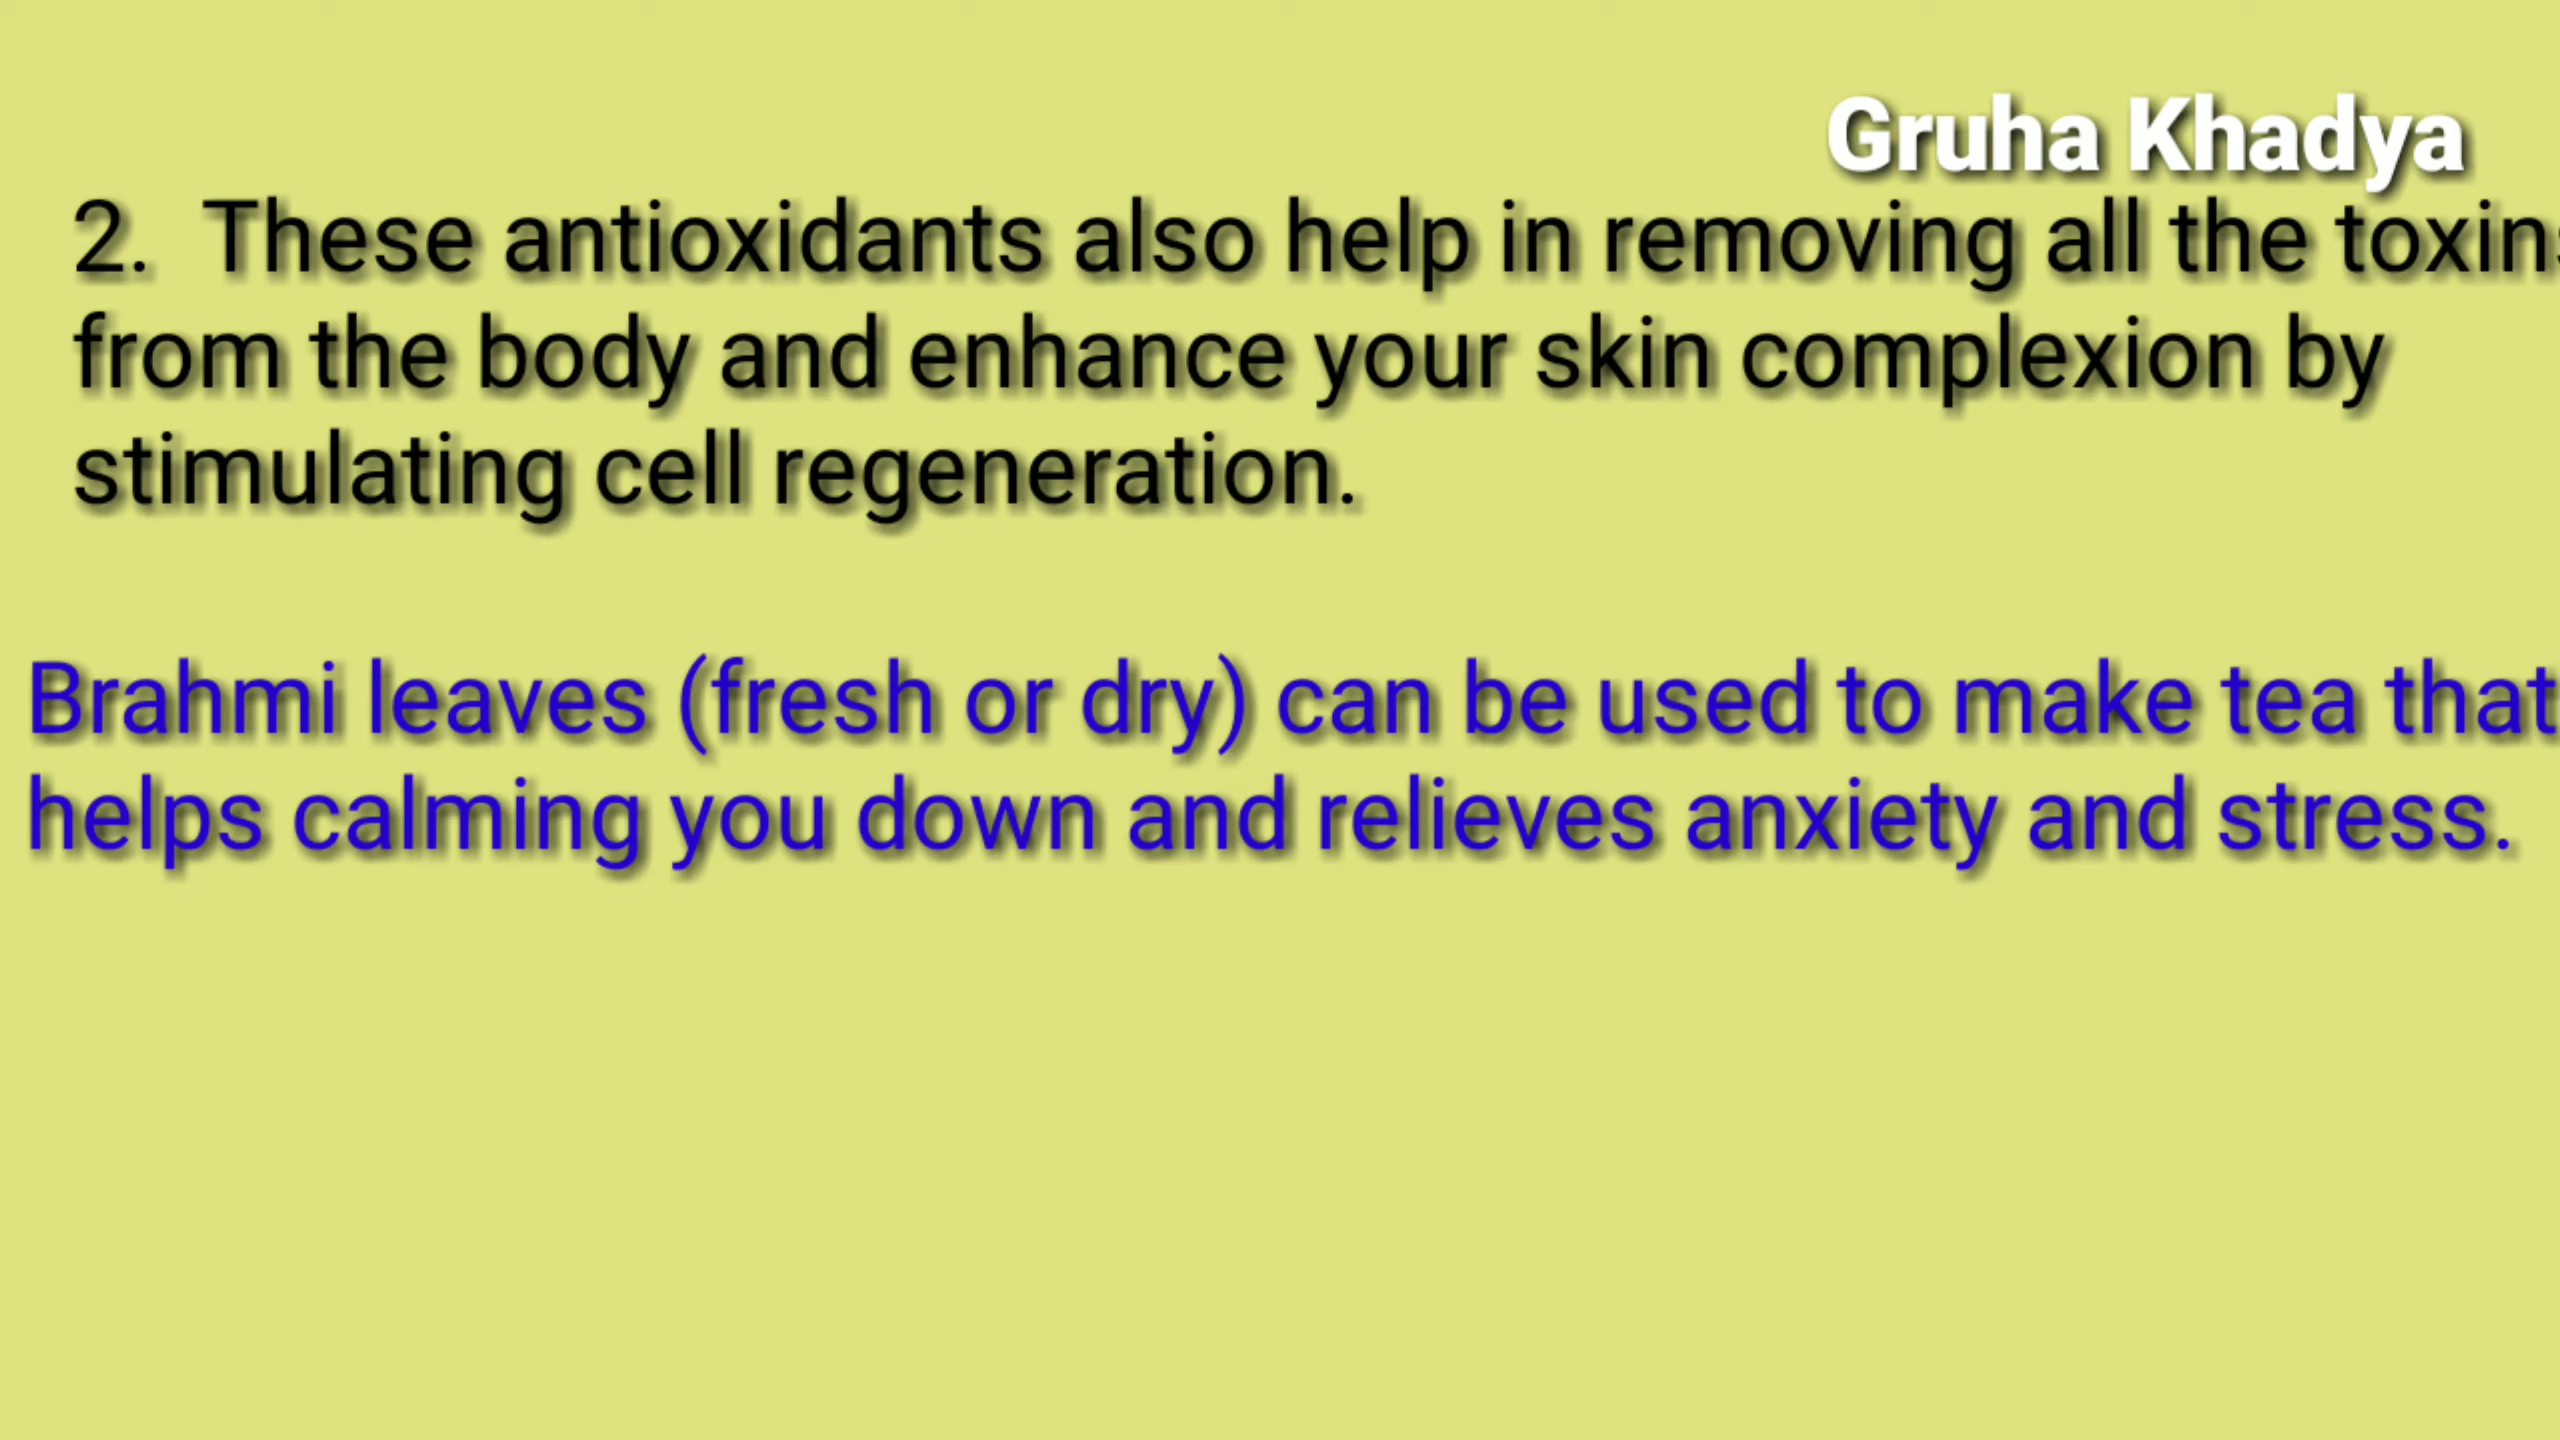 Gruha Khadya
2. These antioxidants also help in removing all the toxins
from the body and enhance your skin complexion by
stimulating cell regeneration.
Brahmi leaves (fresh or dry) can be used to make tea that
helps calming you down and relieves anxiety and stress.